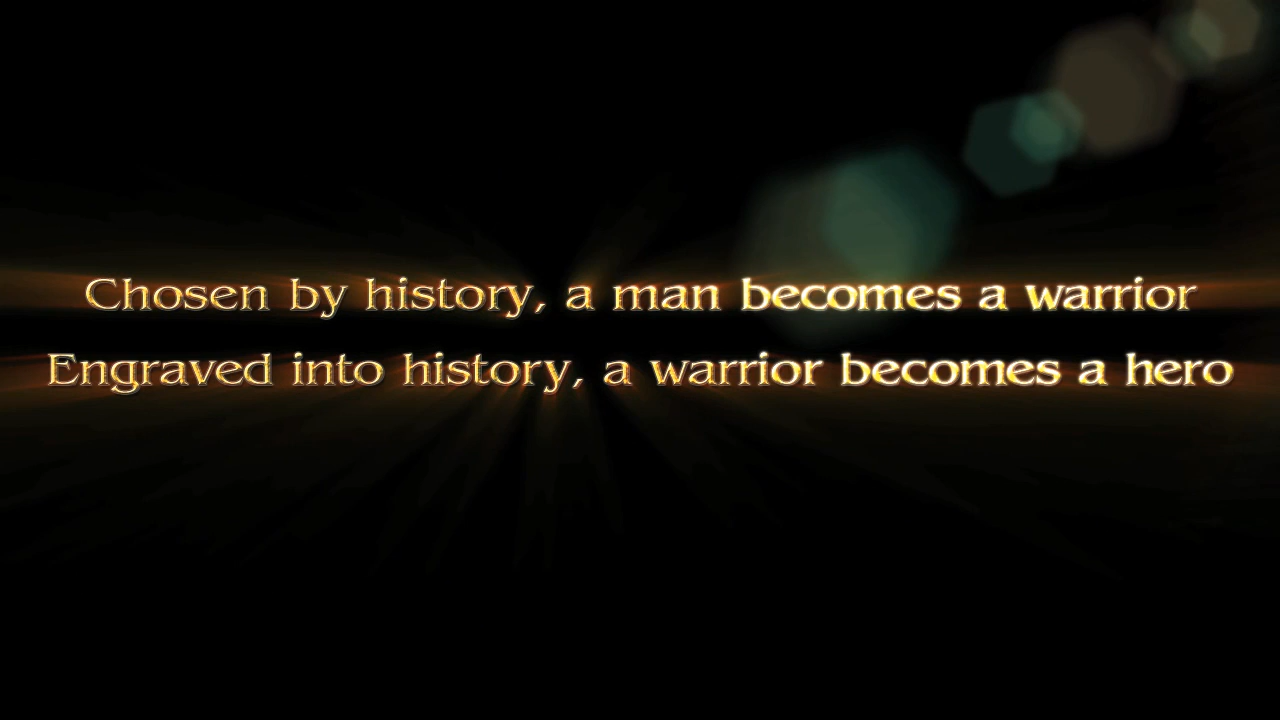 Chosen by history, a man becomes a warrior
Engraved into history, a warrior becomes a hero